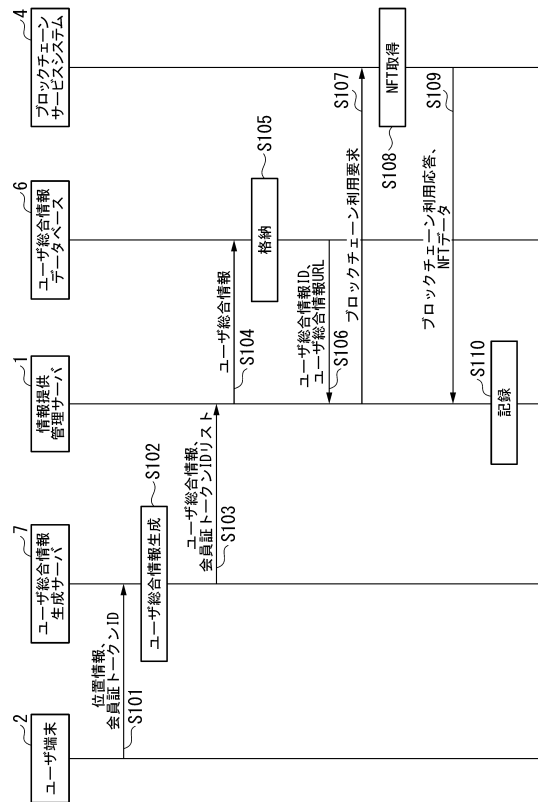 2
ユーザ端末
7
ユーザ総合情報
生成サーバ
1
情報提供
管理サーバ
6
ユーザ総合情報
データベース
4
ブロックチェーン
サービスシステム
位置情報、
会員証トークンID
S101
ユーザ総合情報生成
S102
ユーザ総合情報、
会員証トークンIDリスト
S103
ユーザ総合情報
S104
格納
S105
ユーザ総合情報ID、
ユーザ総合情報URL
S106
ブロックチェーン利用要求
S107
NFT取得
S108
ブロックチェーン利用応答、
NFTデータ
S109
記録
S110